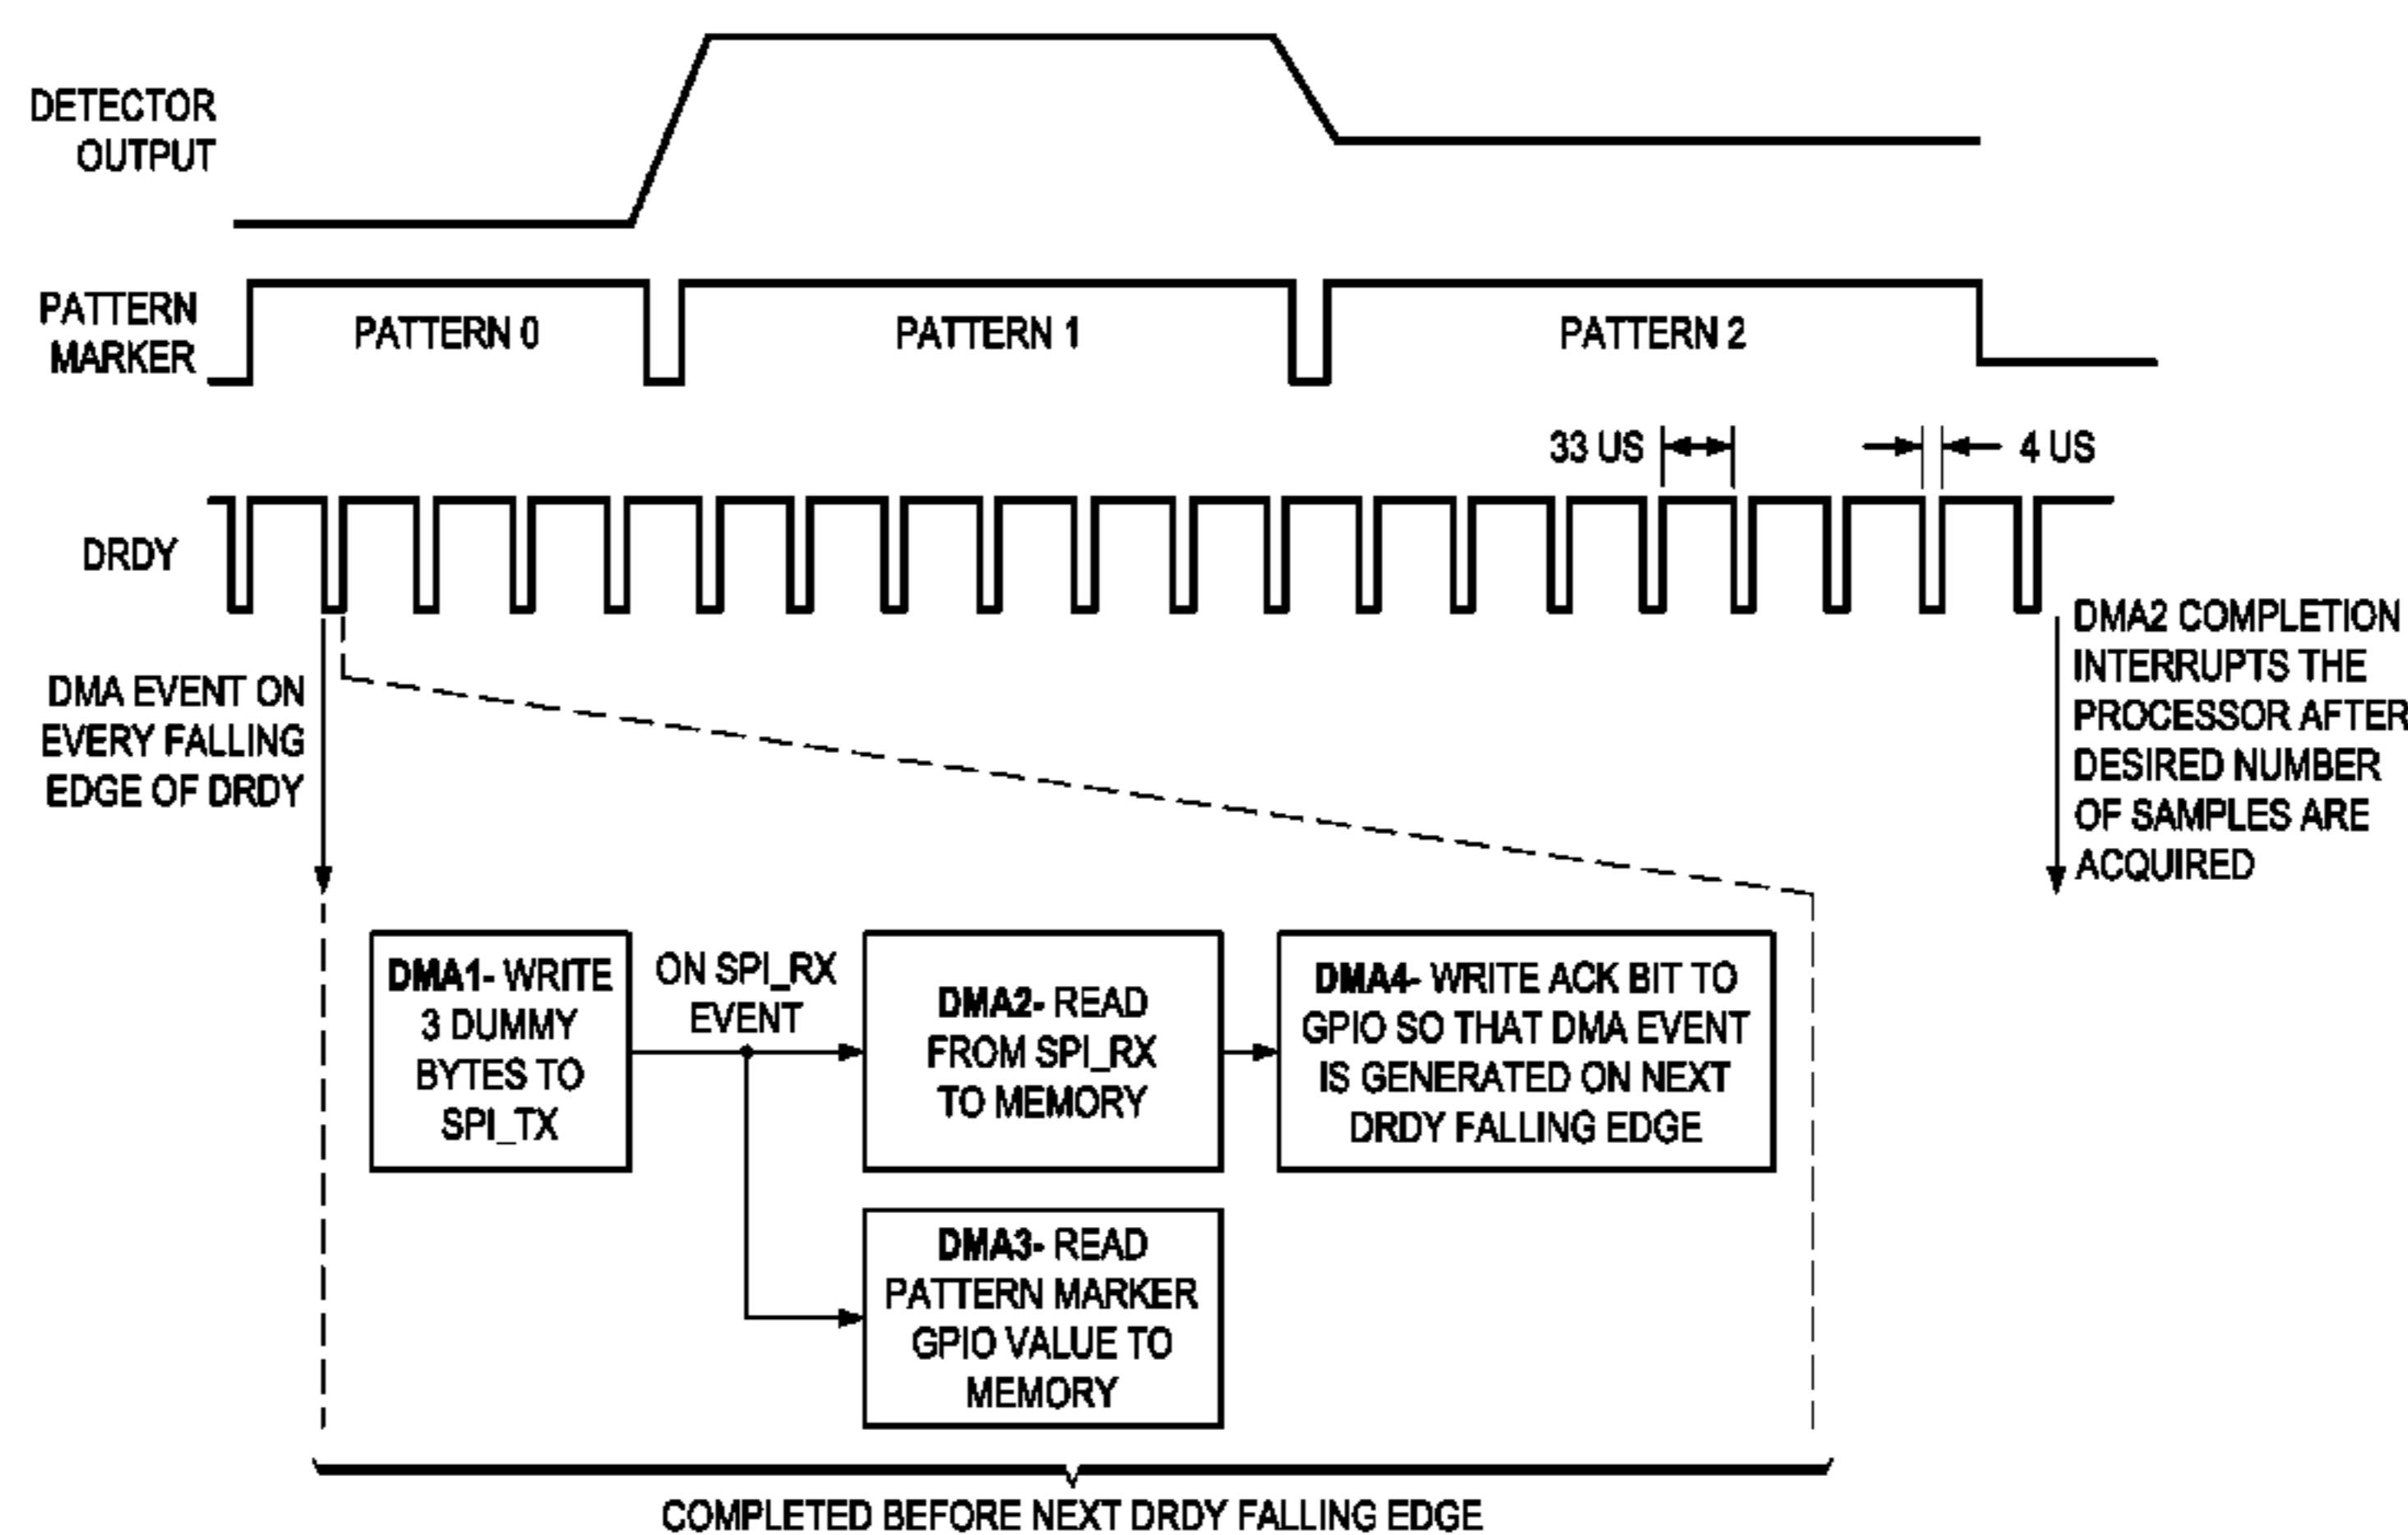 DETECTOR
OUTPUT
PATTERN
MARKER
PATTERN 0
PATTERN 1
PATTERN 2
33 US
4 US
DRDY
DMA EVENT ON
EVERY FALLING
EDGE OF DRDY
DMA2 COMPLETION
INTERRUPTS THE
PROCESSOR AFTER
DESIRED NUMBER
OF SAMPLES ARE
ACQUIRED
DMA1- WRITE
3 DUMMY
BYTES TO
SPI_TX
ON SPI_RX
EVENT
DMA2- READ
FROM SPI_RX
TO MEMORY
DMA4- WRITE ACK BIT TO
GPIO SO THAT DMA EVENT
IS GENERATED ON NEXT
DRDY FALLING EDGE
DMA3- READ
PATTERN MARKER
GPIO VALUE TO
MEMORY
COMPLETED BEFORE NEXT DRDY FALLING EDGE